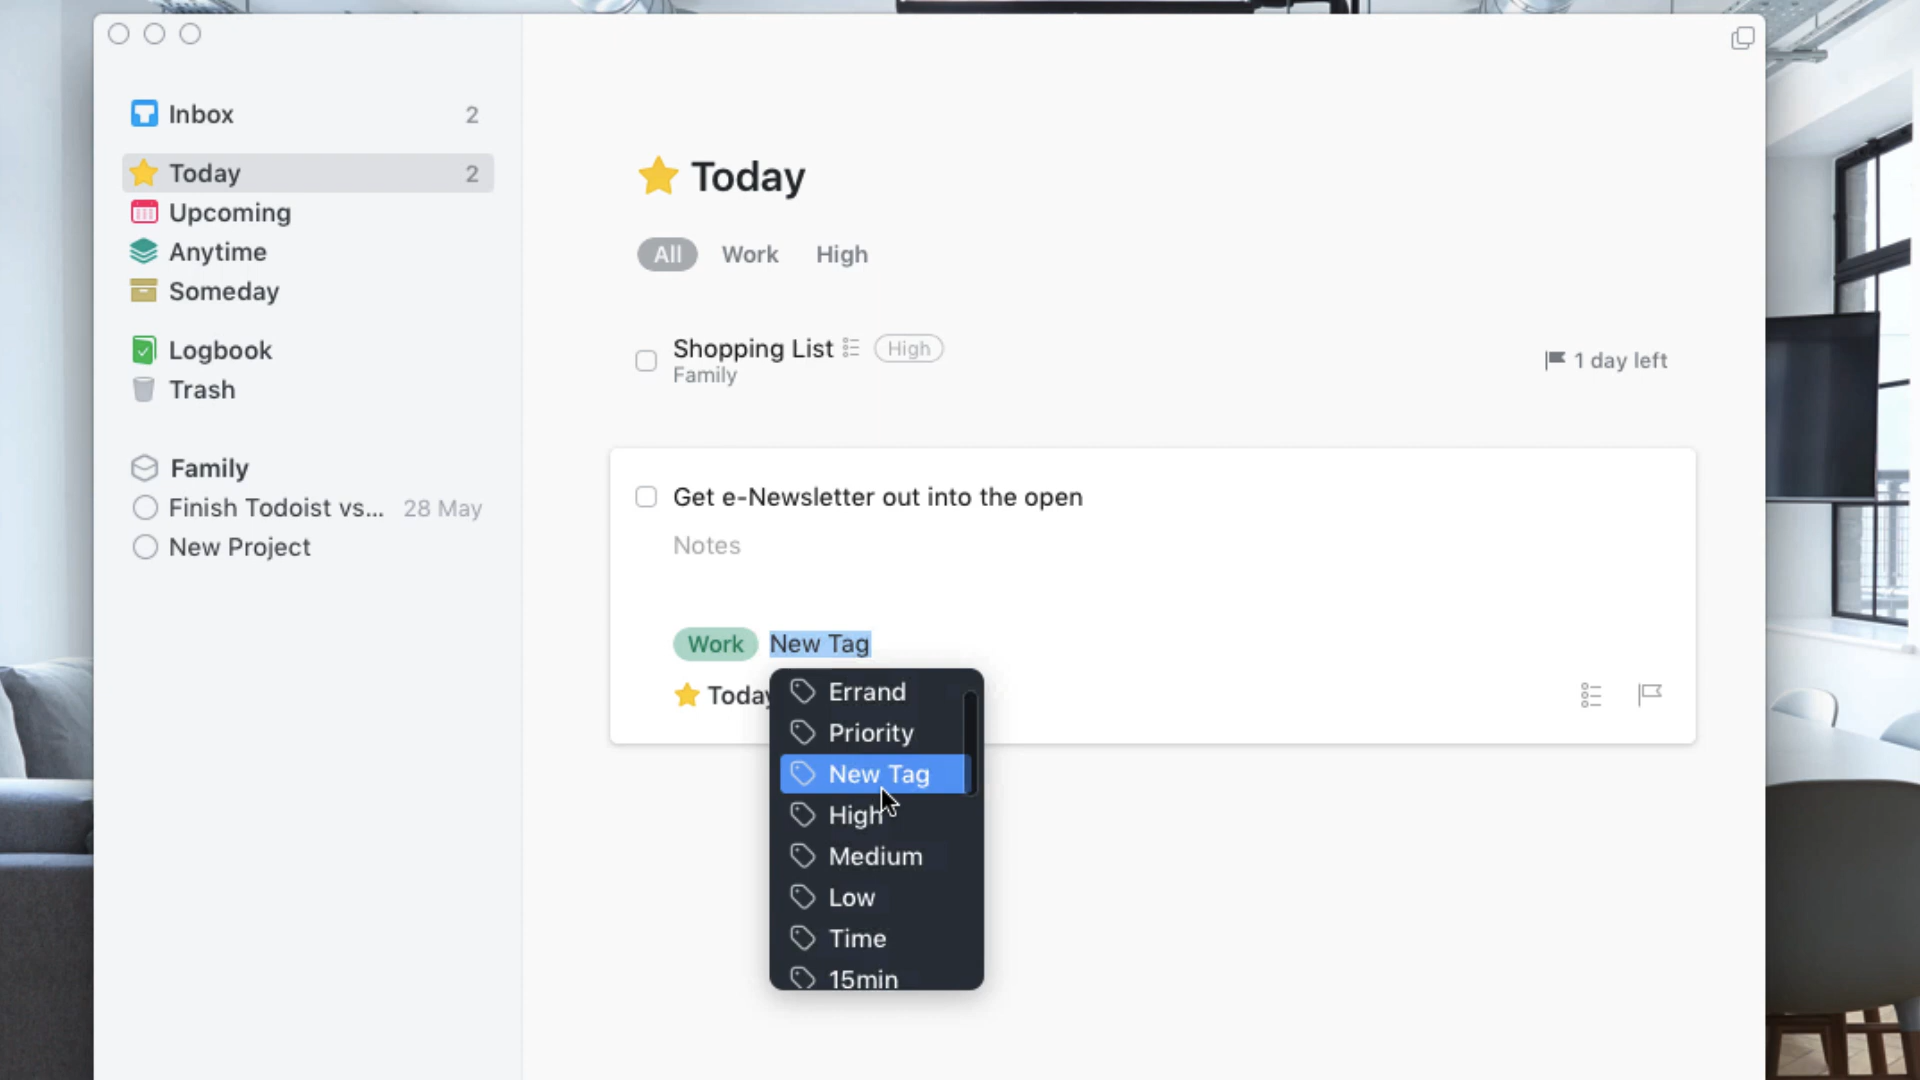 Inbox 2
Today 2
Upcoming
Anytime
Someday
Logbook
Trash
Family
Finish Todoist vs... 28 May
New Project
Today
All Work High
Shopping List High
Family
1 day left
Get e-Newsletter out into the open
Notes
Work New Tag
Today
Errand
Priority
New Tag
High
Medium
Low
Time
15min